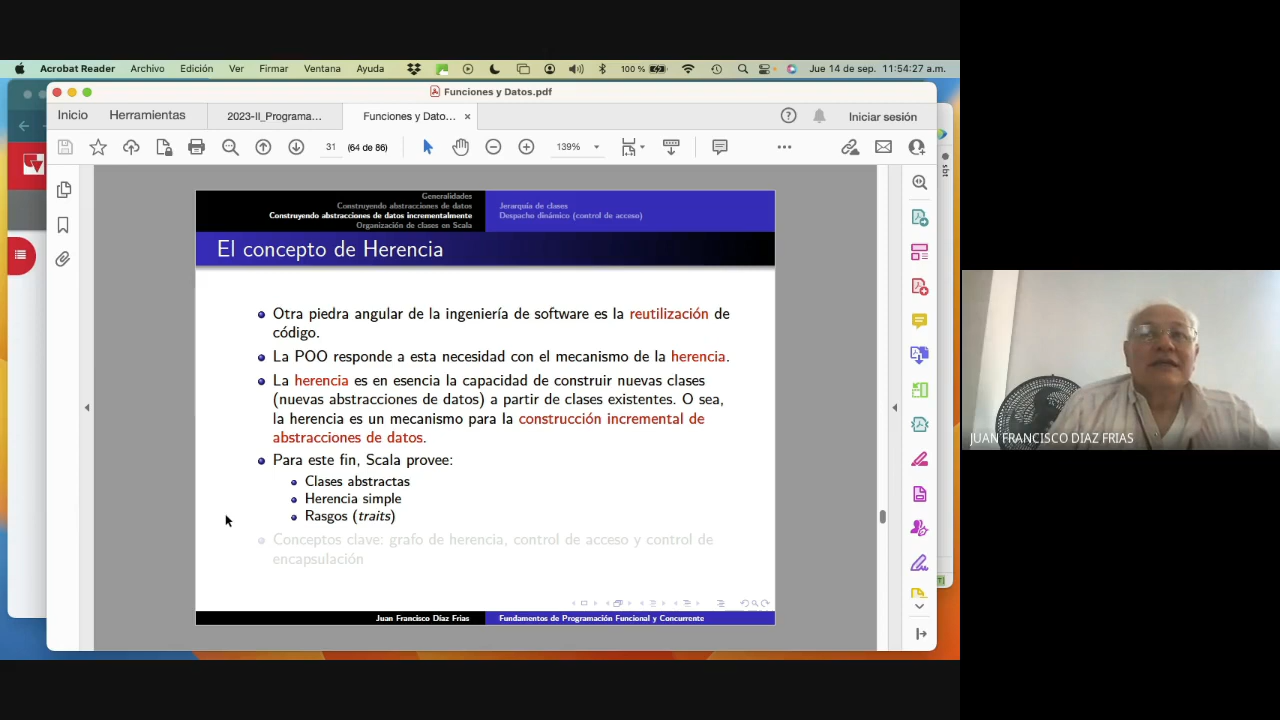 Acrobat Reader Archivo Edición Ver Firmar Ventana Ayuda 100 % Jue 14 de sep. 11:54:27 a.m.
Funciones y Datos.pdf
Inicio Herramientas 2023-II_Programa... Funciones y Dato... × Iniciar sesión
31 (64 de 86) 139%
sbt
Generalidades
Construyendo abstracciones de datos
Construyendo abstracciones de datos incrementalmente
Organización de clases en Scala
Jerarquía de clases
Despacho dinámico (control de acceso)
El concepto de Herencia
Otra piedra angular de la ingeniería de software es la reutilización de
código.
La POO responde a esta necesidad con el mecanismo de la herencia.
La herencia es en esencia la capacidad de construir nuevas clases
(nuevas abstracciones de datos) a partir de clases existentes. O sea,
la herencia es un mecanismo para la construcción incremental de
abstracciones de datos.
Para este fin, Scala provee:
Clases abstractas
Herencia simple
Rasgos (traits)
Conceptos clave: grafo de herencia, control de acceso y control de
encapsulación
Juan Francisco Díaz Frias Fundamentos de Programación Funcional y Concurrente
JUAN FRANCISCO DIAZ FRIAS